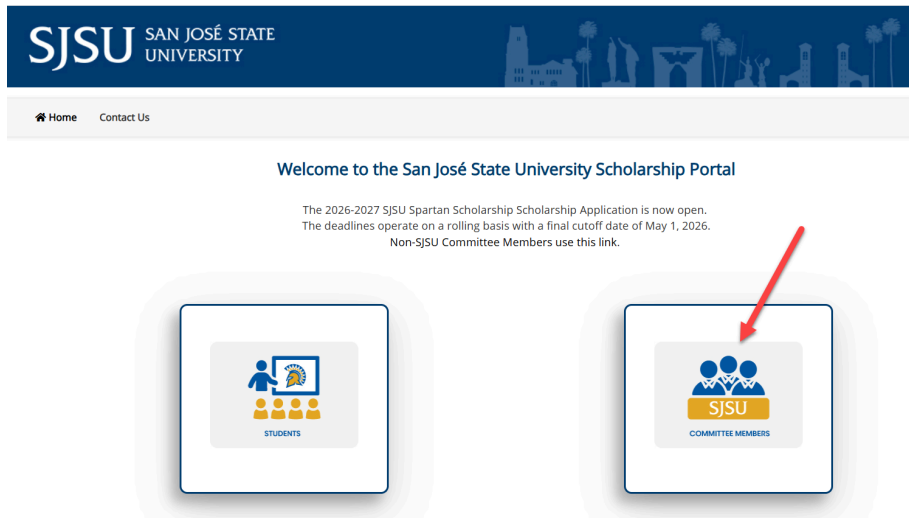 SJSU SAN JOSÉ STATE
UNIVERSITY
Home Contact Us
Welcome to the San José State University Scholarship Portal
The 2026-2027 SJSU Spartan Scholarship Scholarship Application is now open.
The deadlines operate on a rolling basis with a final cutoff date of May 1, 2026.
Non-SJSU Committee Members use this link.
STUDENTS
SJSU
COMMITTEE MEMBERS